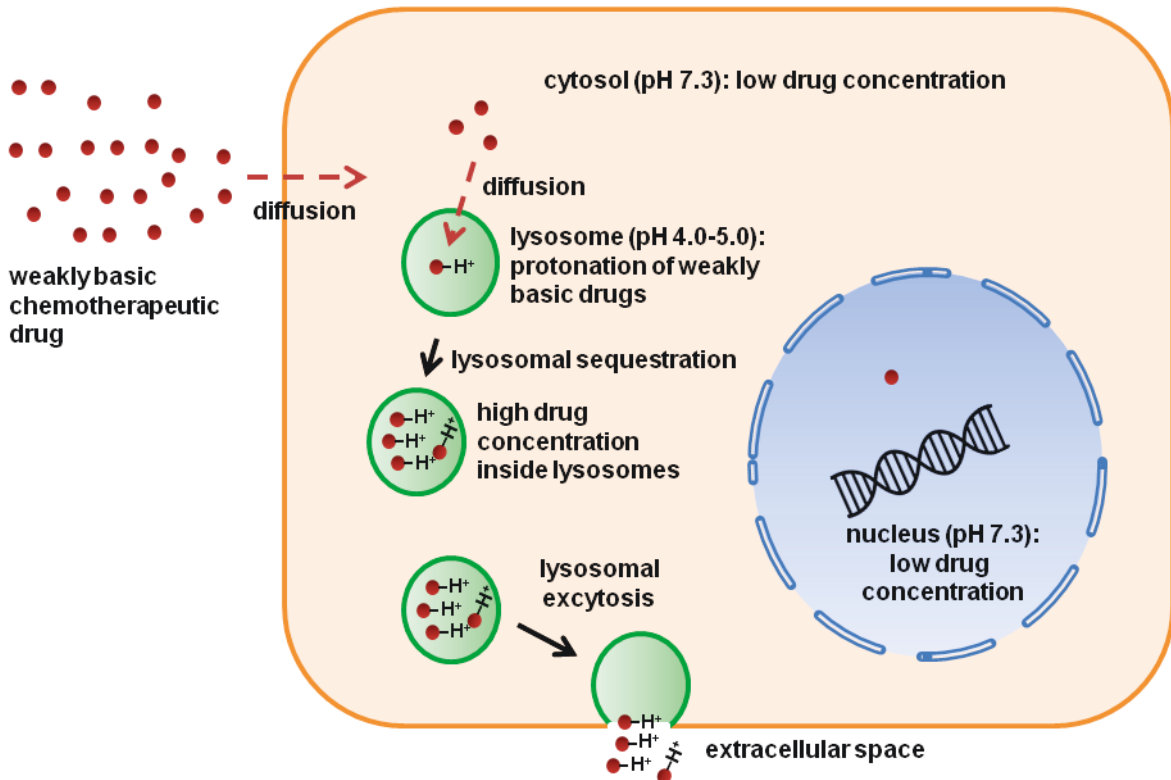 cytosol (pH 7.3): low drug concentration
diffusion
weakly basic
chemotherapeutic
drug
diffusion
H+
lysosome (pH 4.0-5.0):
protonation of weakly
basic drugs
lysosomal sequestration
H+
H+
H+
H+
high drug
concentration
inside lysosomes
nucleus (pH 7.3):
low drug
concentration
H+
H+
H+
H+
lysosomal
excytosis
H+
H+
H+
H+
extracellular space